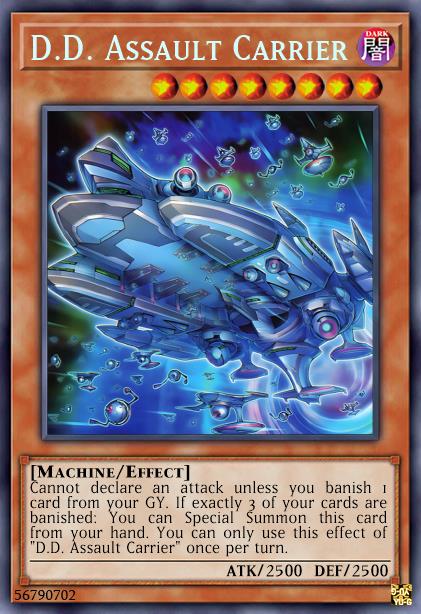 D.D. Assault Carrier
DARK
闇
[Machine/Effect]
Cannot declare an attack unless you banish 1
card from your GY. If exactly 3 of your cards are
banished: You can Special Summon this card
from your hand. You can only use this effect of
"D.D. Assault Carrier" once per turn.
ATK/2500 DEF/2500
56790702